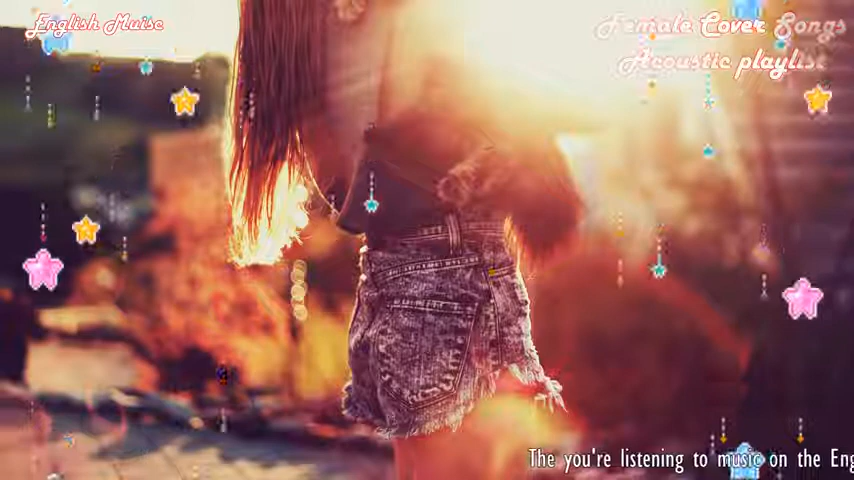 English Muisc
Female Cover Songs
Acoustic playlist
The you're listening to music on the Eng